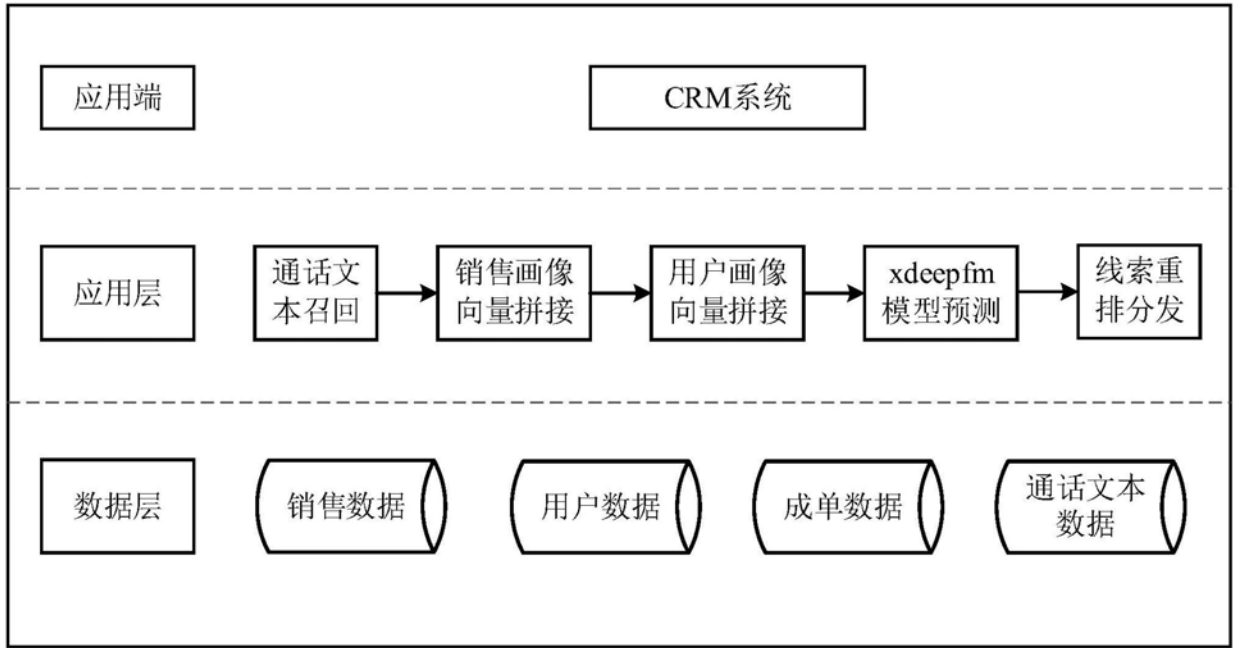 应用端
CRM系统
应用层
通话文
本召回
销售画像
向量拼接
用户画像
向量拼接
xdeepfm
模型预测
线索重
排分发
数据层
销售数据
用户数据
成单数据
通话文本
数据